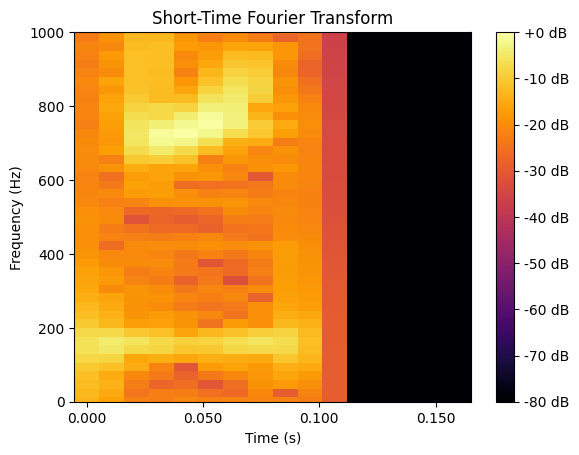 Short-Time Fourier Transform
1000
800
600
400
200
0
Frequency (Hz)
0.000
0.050
0.100
0.150
Time (s)
+0 dB
-10 dB
-20 dB
-30 dB
-40 dB
-50 dB
-60 dB
-70 dB
-80 dB